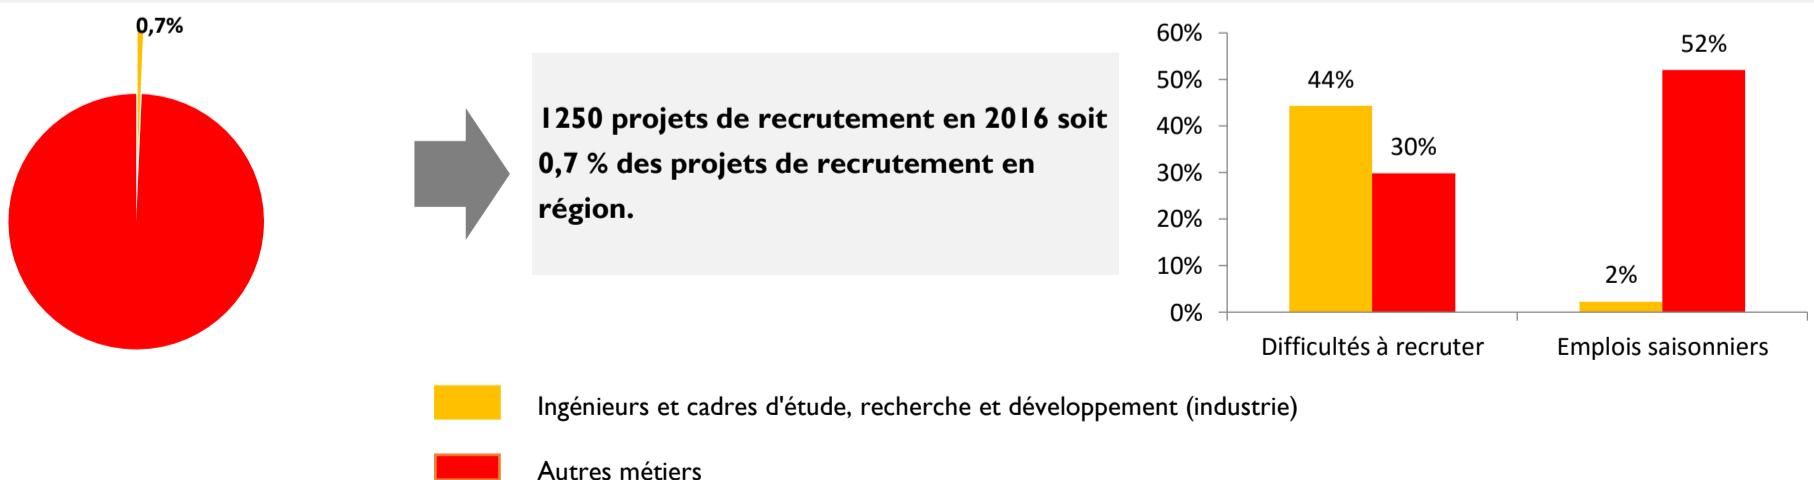 0,7%
1250 projets de recrutement en 2016 soit
0,7 % des projets de recrutement en
région.
60%
50%
40%
30%
20%
10%
0%
44%
30%
2%
52%
Difficultés à recruter
Emplois saisonniers
Ingénieurs et cadres d'étude, recherche et développement (industrie)
Autres métiers